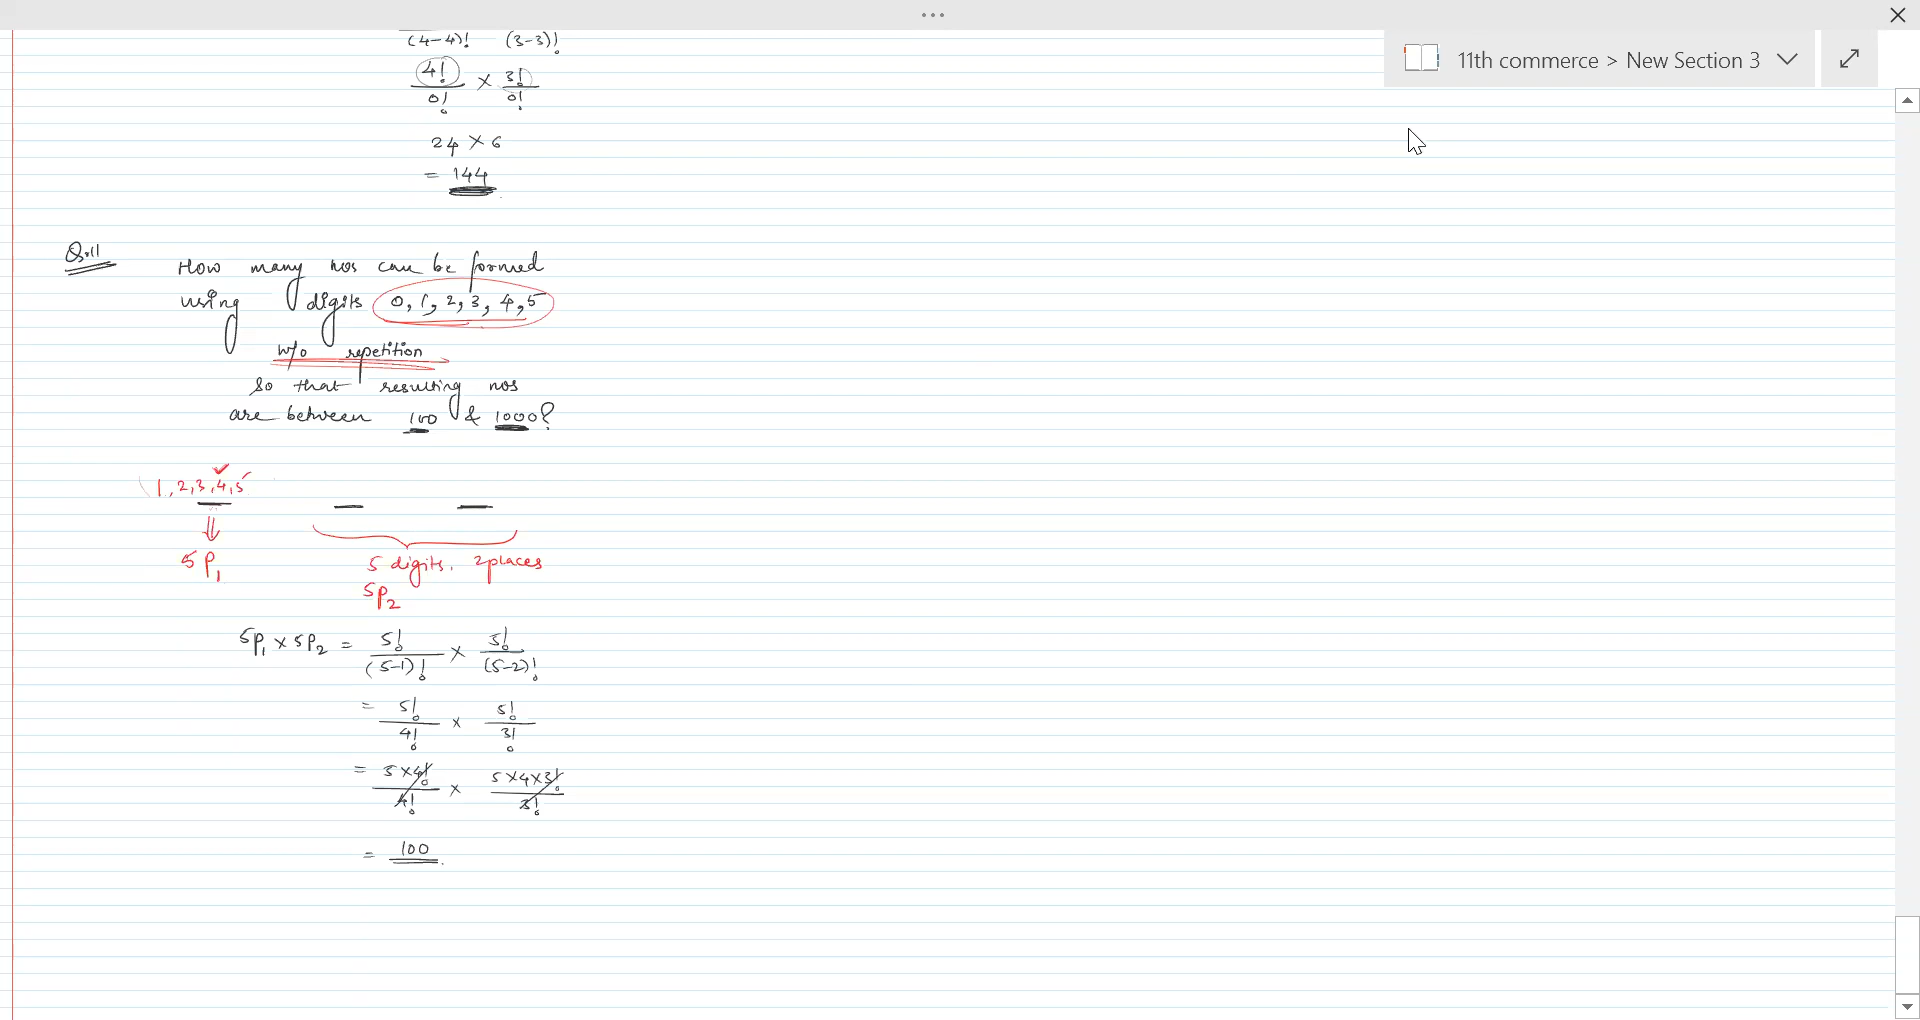 ...
11th commerce > New Section 3
(4-4)! (3-3)!
4!/0! × 3!/0!
24 × 6
= 144
Q.11
How many nos can be formed
using digits 0, 1, 2, 3, 4, 5
w/o repetition
so that resulting nos
are between 100 & 1000?
1, 2, 3, 4, 5
5P₁
5 digits, 2places
5P₂
5P₁ × 5P₂ = 5!/(5-1)! × 5!/(5-2)!
= 5!/4! × 5!/3!
= 5×4!/4! × 5×4×3!/3!
= 100